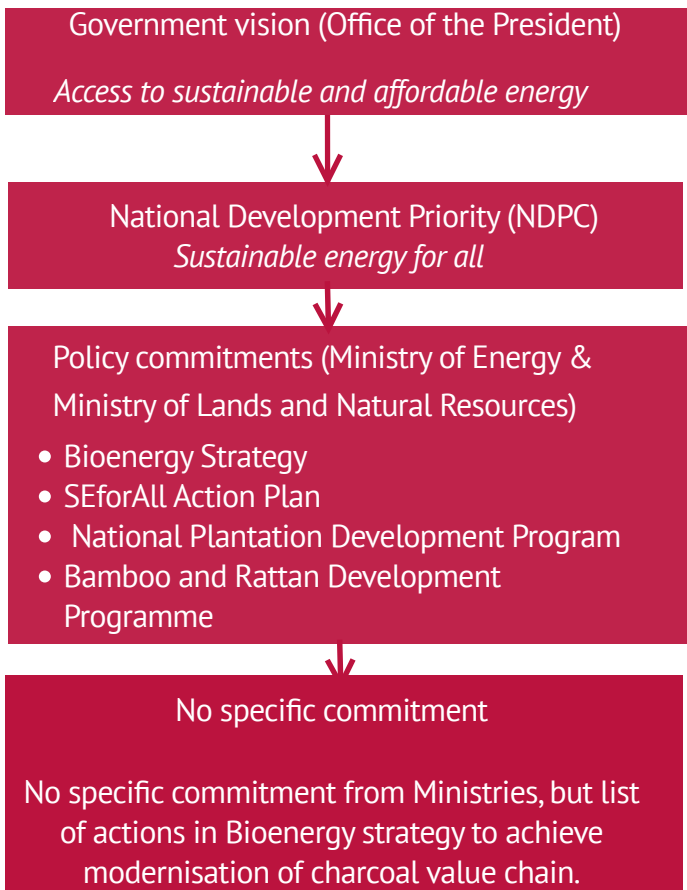 Government vision (Office of the President)
Access to sustainable and affordable energy
National Development Priority (NDPC)
Sustainable energy for all
Policy commitments (Ministry of Energy &
Ministry of Lands and Natural Resources)
• Bioenergy Strategy
• SEforAll Action Plan
• National Plantation Development Program
• Bamboo and Rattan Development
Programme
No specific commitment
No specific commitment from Ministries, but list
of actions in Bioenergy strategy to achieve
modernisation of charcoal value chain.